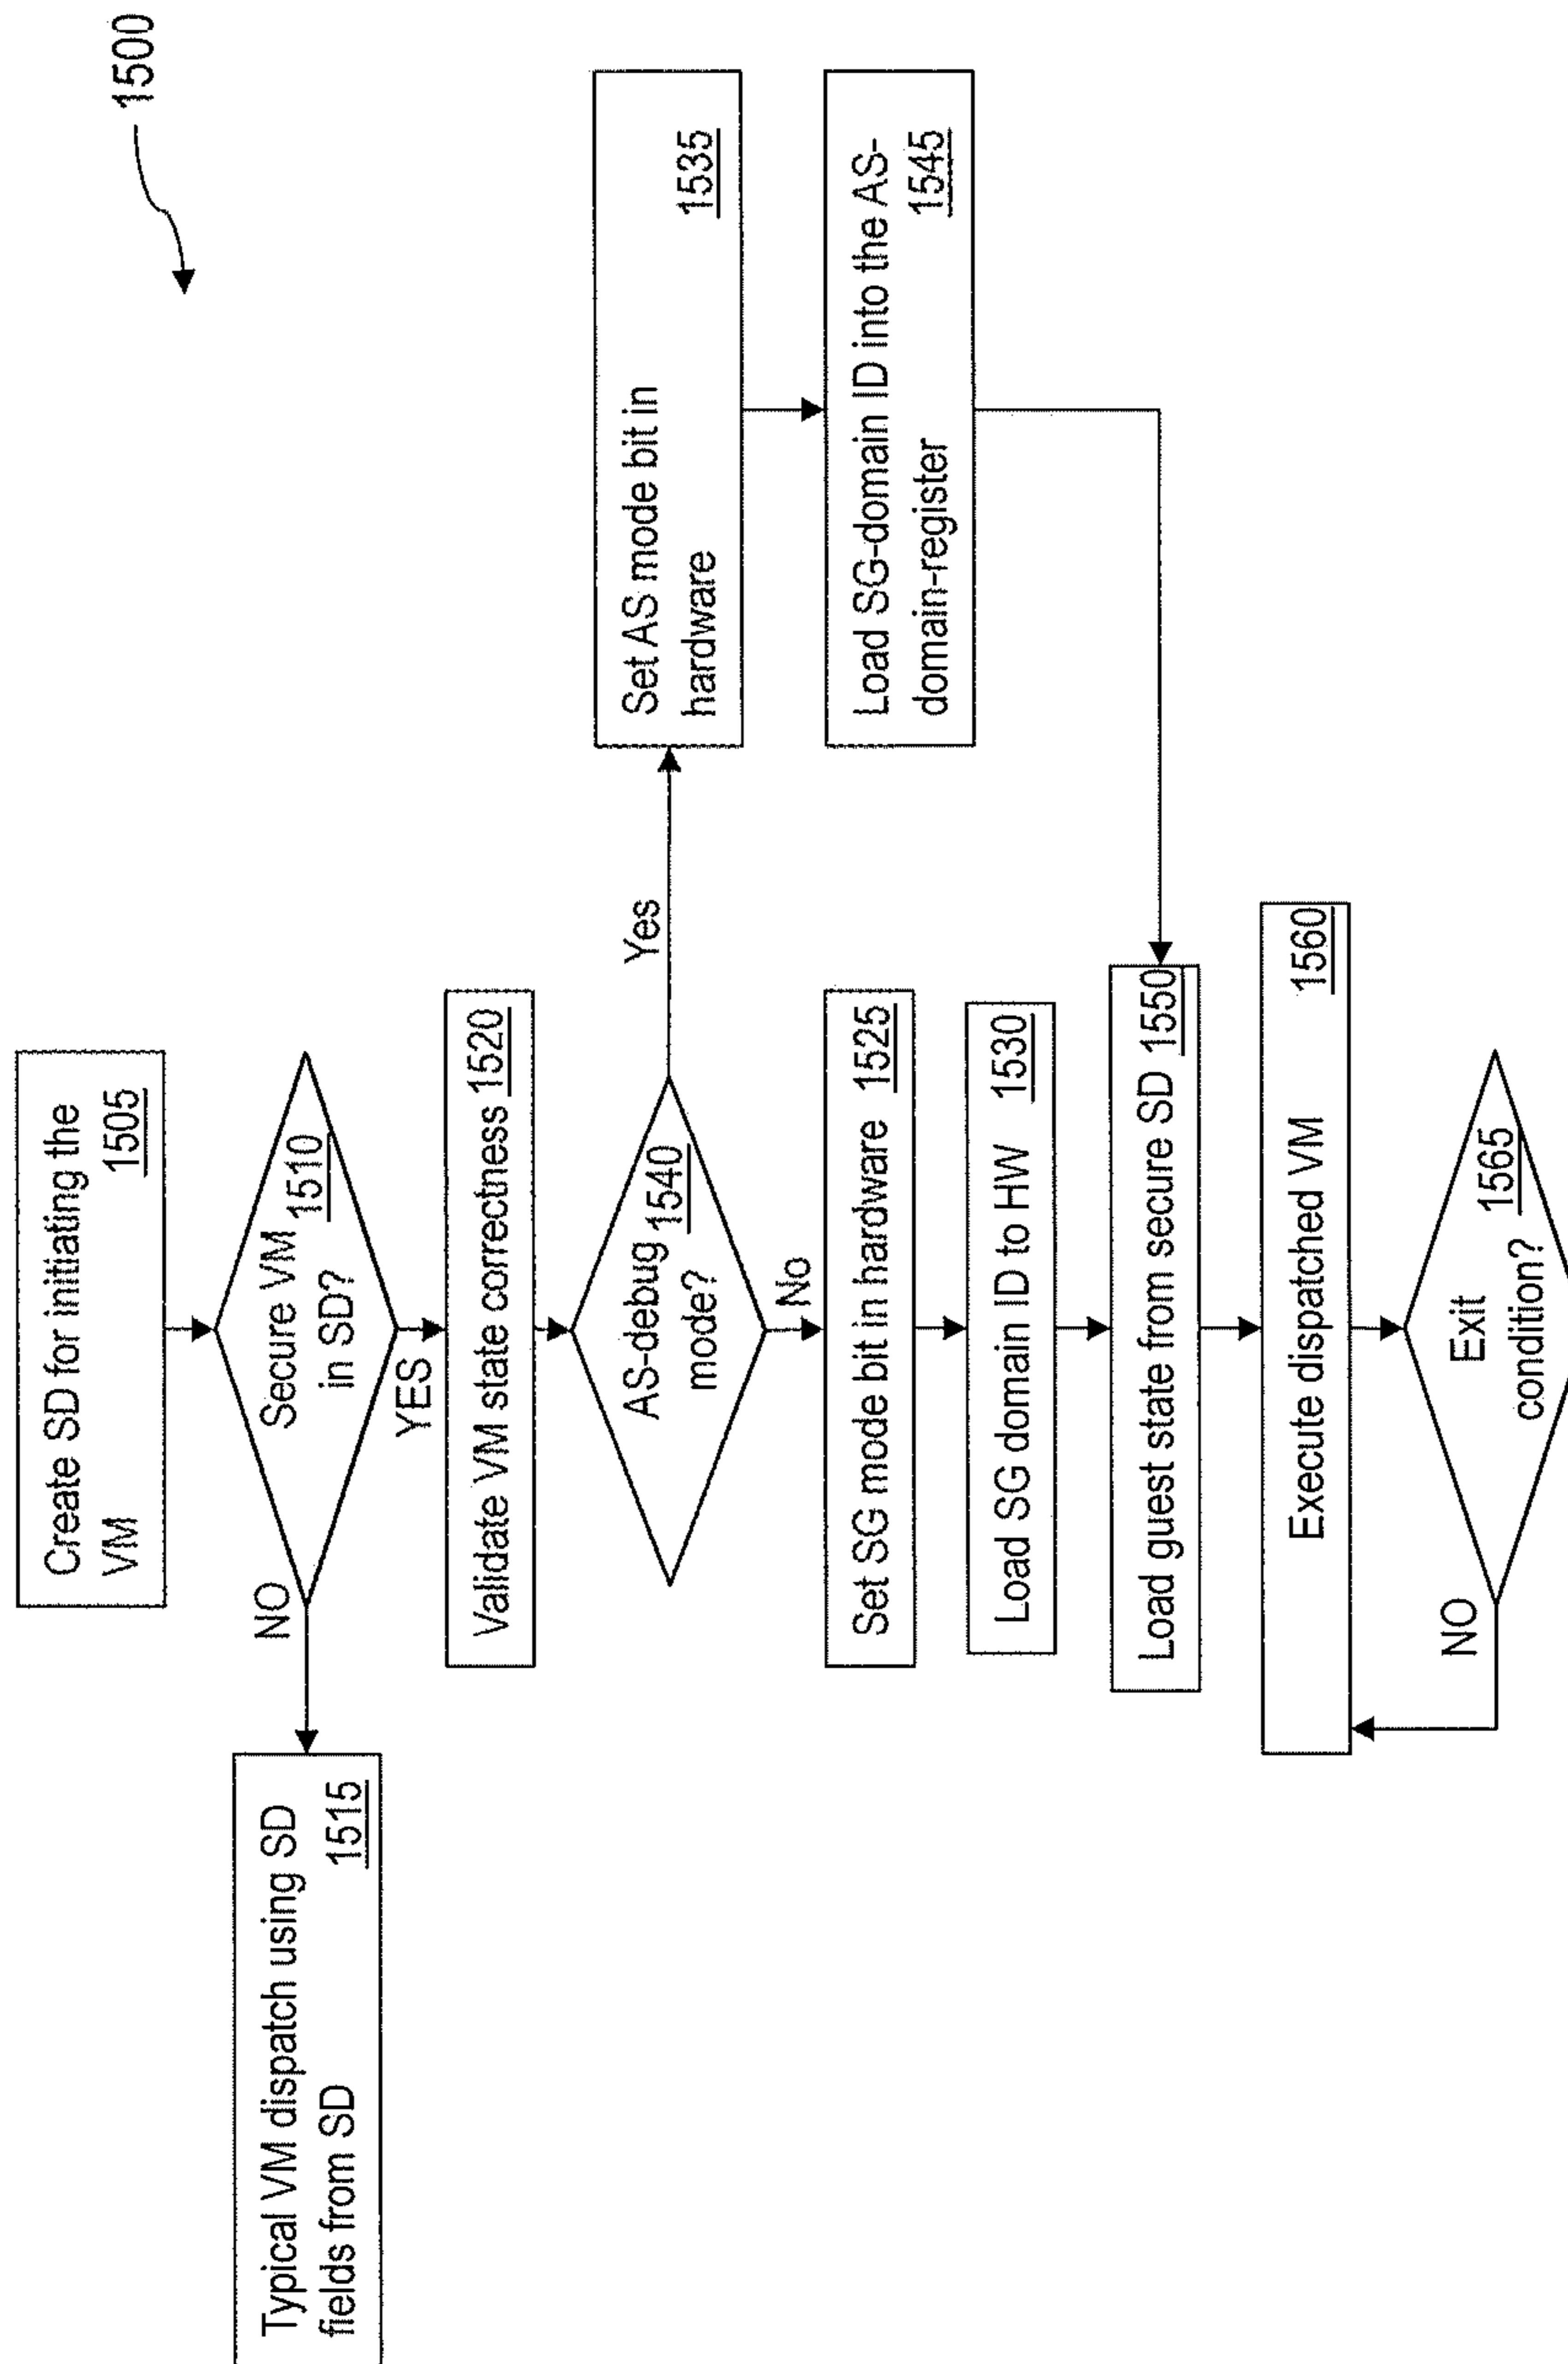 1500
Create SD for initiating the
VM 1505
Secure VM 1510
in SD?
NO
YES
Typical VM dispatch using SD
fields from SD 1515
Validate VM state correctness 1520
AS-debug 1540
mode?
Yes
No
Set AS mode bit in
hardware 1535
Load SG-domain ID into the AS-
domain-register 1545
Set SG mode bit in hardware 1525
Load SG domain ID to HW 1530
Load guest state from secure SD 1550
Execute dispatched VM 1560
Exit
condition? 1565
NO